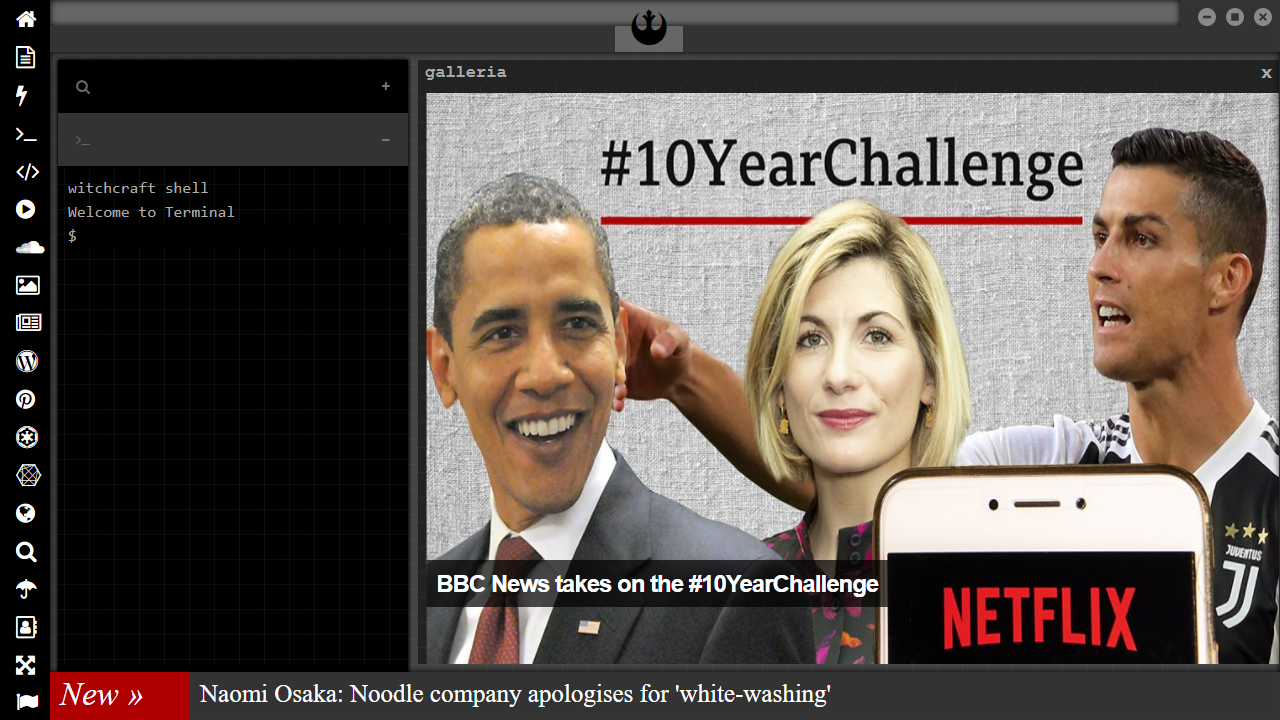 galleria
x
>_
witchcraft shell
Welcome to Terminal
$
#10YearChallenge
JUVENTUS
BBC News takes on the #10YearChallenge
NETFLIX
New »
Naomi Osaka: Noodle company apologises for 'white-washing'